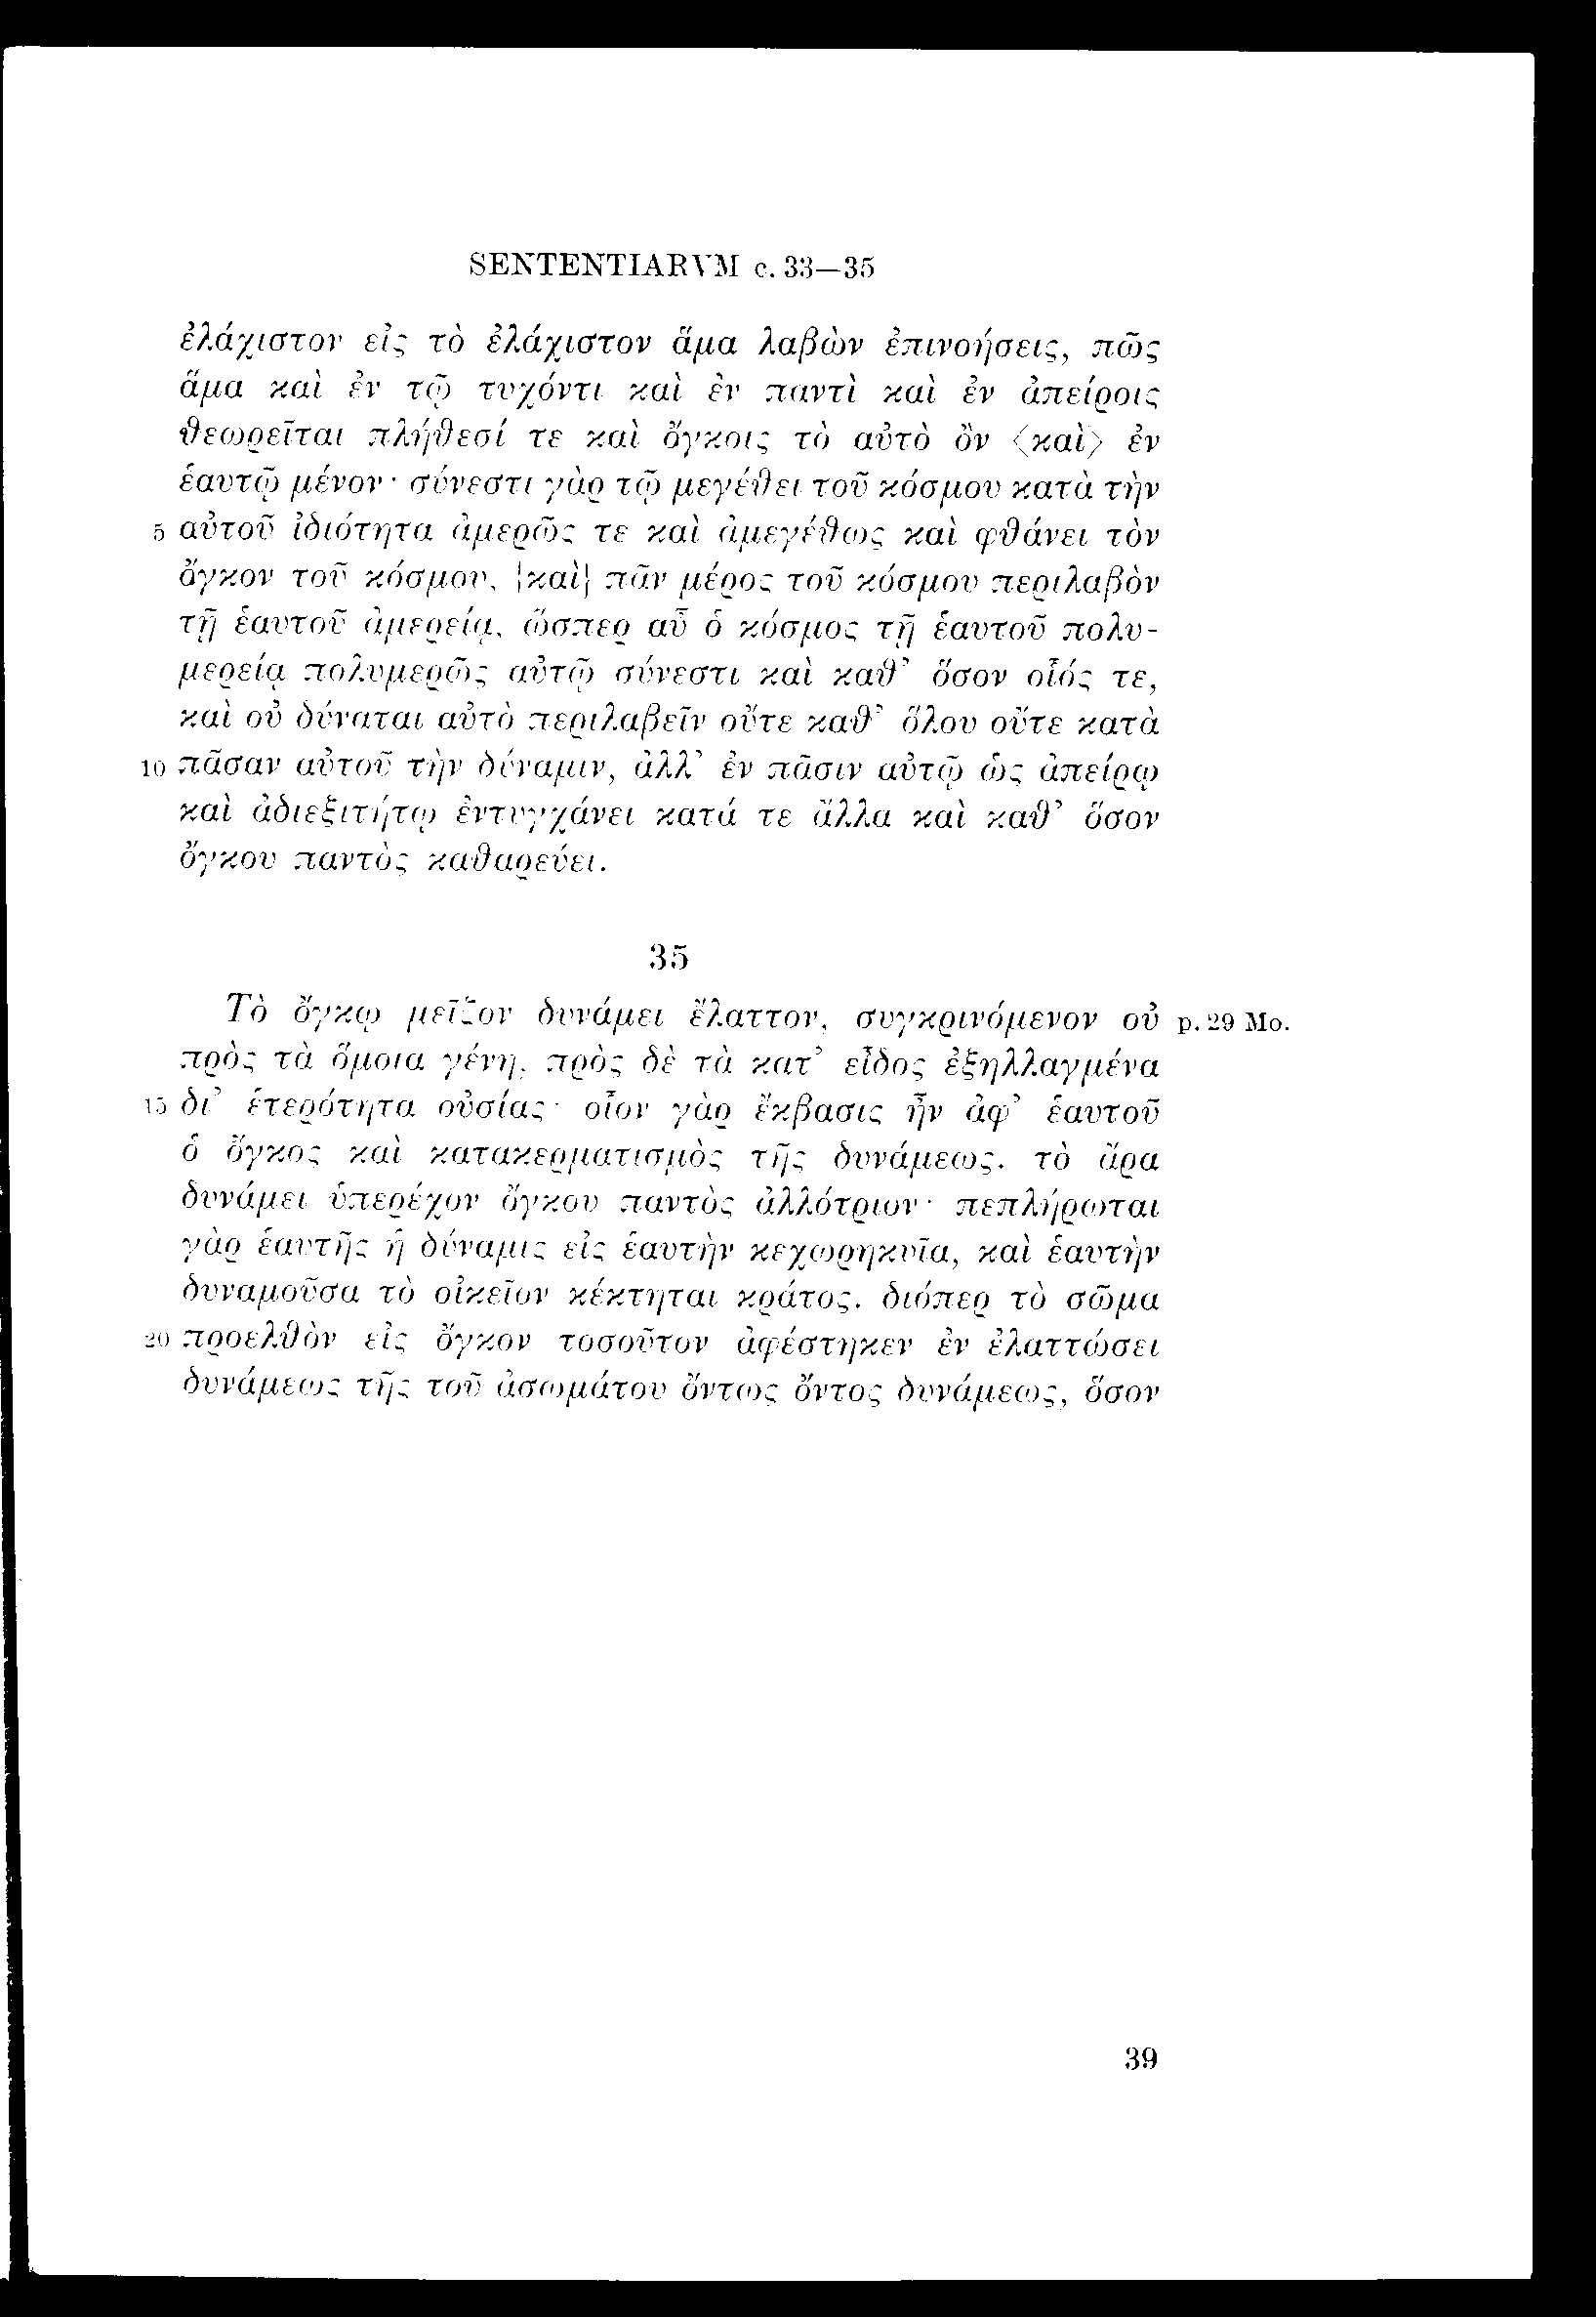 SENTENTIARVM c. 33—35
ἐλάχιστον εἰς τὸ ἐλάχιστον ἅμα λαβὼν ἐπινοήσεις, πῶς
ἅμα καὶ ἐν τῷ τυχόντι καὶ ἐν παντὶ καὶ ἐν ἀπείροις
θεωρεῖται πλήθεσί τε καὶ ὄγκοις τὸ αὐτὸ ὂν ⟨καὶ⟩ ἐν
ἑαυτῷ μένον· σύνεστι γὰρ τῷ μεγέθει τοῦ κόσμου κατὰ τὴν
5 αὐτοῦ ἰδιότητα ἀμερῶς τε καὶ ἀμεγέθως καὶ φθάνει τὸν
ὄγκον τοῦ κόσμου, {καὶ} πᾶν μέρος τοῦ κόσμου περιλαβὸν
τῇ ἑαυτοῦ ἀμερείᾳ, ὥσπερ αὖ ὁ κόσμος τῇ ἑαυτοῦ πολυ-
μερείᾳ πολυμερῶς αὐτῷ σύνεστι καὶ καθ’ ὅσον οἷός τε,
καὶ οὐ δύναται αὐτὸ περιλαβεῖν οὔτε καθ’ ὅλου οὔτε κατὰ
10 πᾶσαν αὐτοῦ τὴν δύναμιν, ἀλλ’ ἐν πᾶσιν αὐτῷ ὡς ἀπείρῳ
καὶ ἀδιεξιτήτῳ ἐντυγχάνει κατά τε ἄλλα καὶ καθ’ ὅσον
ὄγκου παντὸς καθαρεύει.
35
Τὸ ὄγκῳ μεῖζον δυνάμει ἔλαττον, συγκρινόμενον οὐ p. 29 Mo.
πρὸς τὰ ὅμοια γένη, πρὸς δὲ τὰ κατ’ εἶδος ἐξηλλαγμένα
15 δι’ ἑτερότητα οὐσίας· οἷον γὰρ ἔκβασις ἦν ἀφ’ ἑαυτοῦ
ὁ ὄγκος καὶ κατακερματισμὸς τῆς δυνάμεως. τὸ ἄρα
δυνάμει ὑπερέχον ὄγκου παντὸς ἀλλότριον· πεπλήρωται
γὰρ ἑαυτῆς ἡ δύναμις εἰς ἑαυτὴν κεχωρηκυῖα, καὶ ἑαυτὴν
δυναμοῦσα τὸ οἰκεῖον κέκτηται κράτος. διόπερ τὸ σῶμα
20 προελθὸν εἰς ὄγκον τοσοῦτον ἀφέστηκεν ἐν ἐλαττώσει
δυνάμεως τῆς τοῦ ἀσωμάτου ὄντως ὄντος δυνάμεως, ὅσον
39